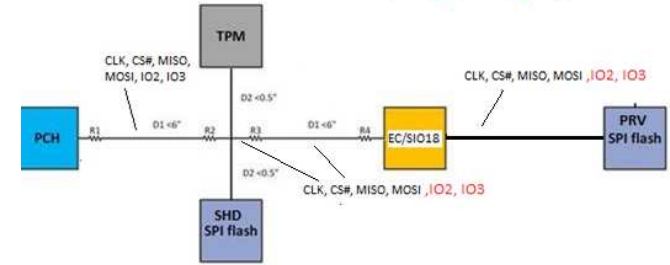 TPM
CLK, CS#, MISO,
MOSI, IO2, IO3
CLK, CS#, MISO, MOSI ,IO2, IO3
D2 <0.5"
PCH
R1
D1 <6"
R2
R3
D1 <6"
R4
EC/SIO18
PRV
SPI flash
D2 <0.5"
CLK, CS#, MISO, MOSI ,IO2, IO3
SHD
SPI flash